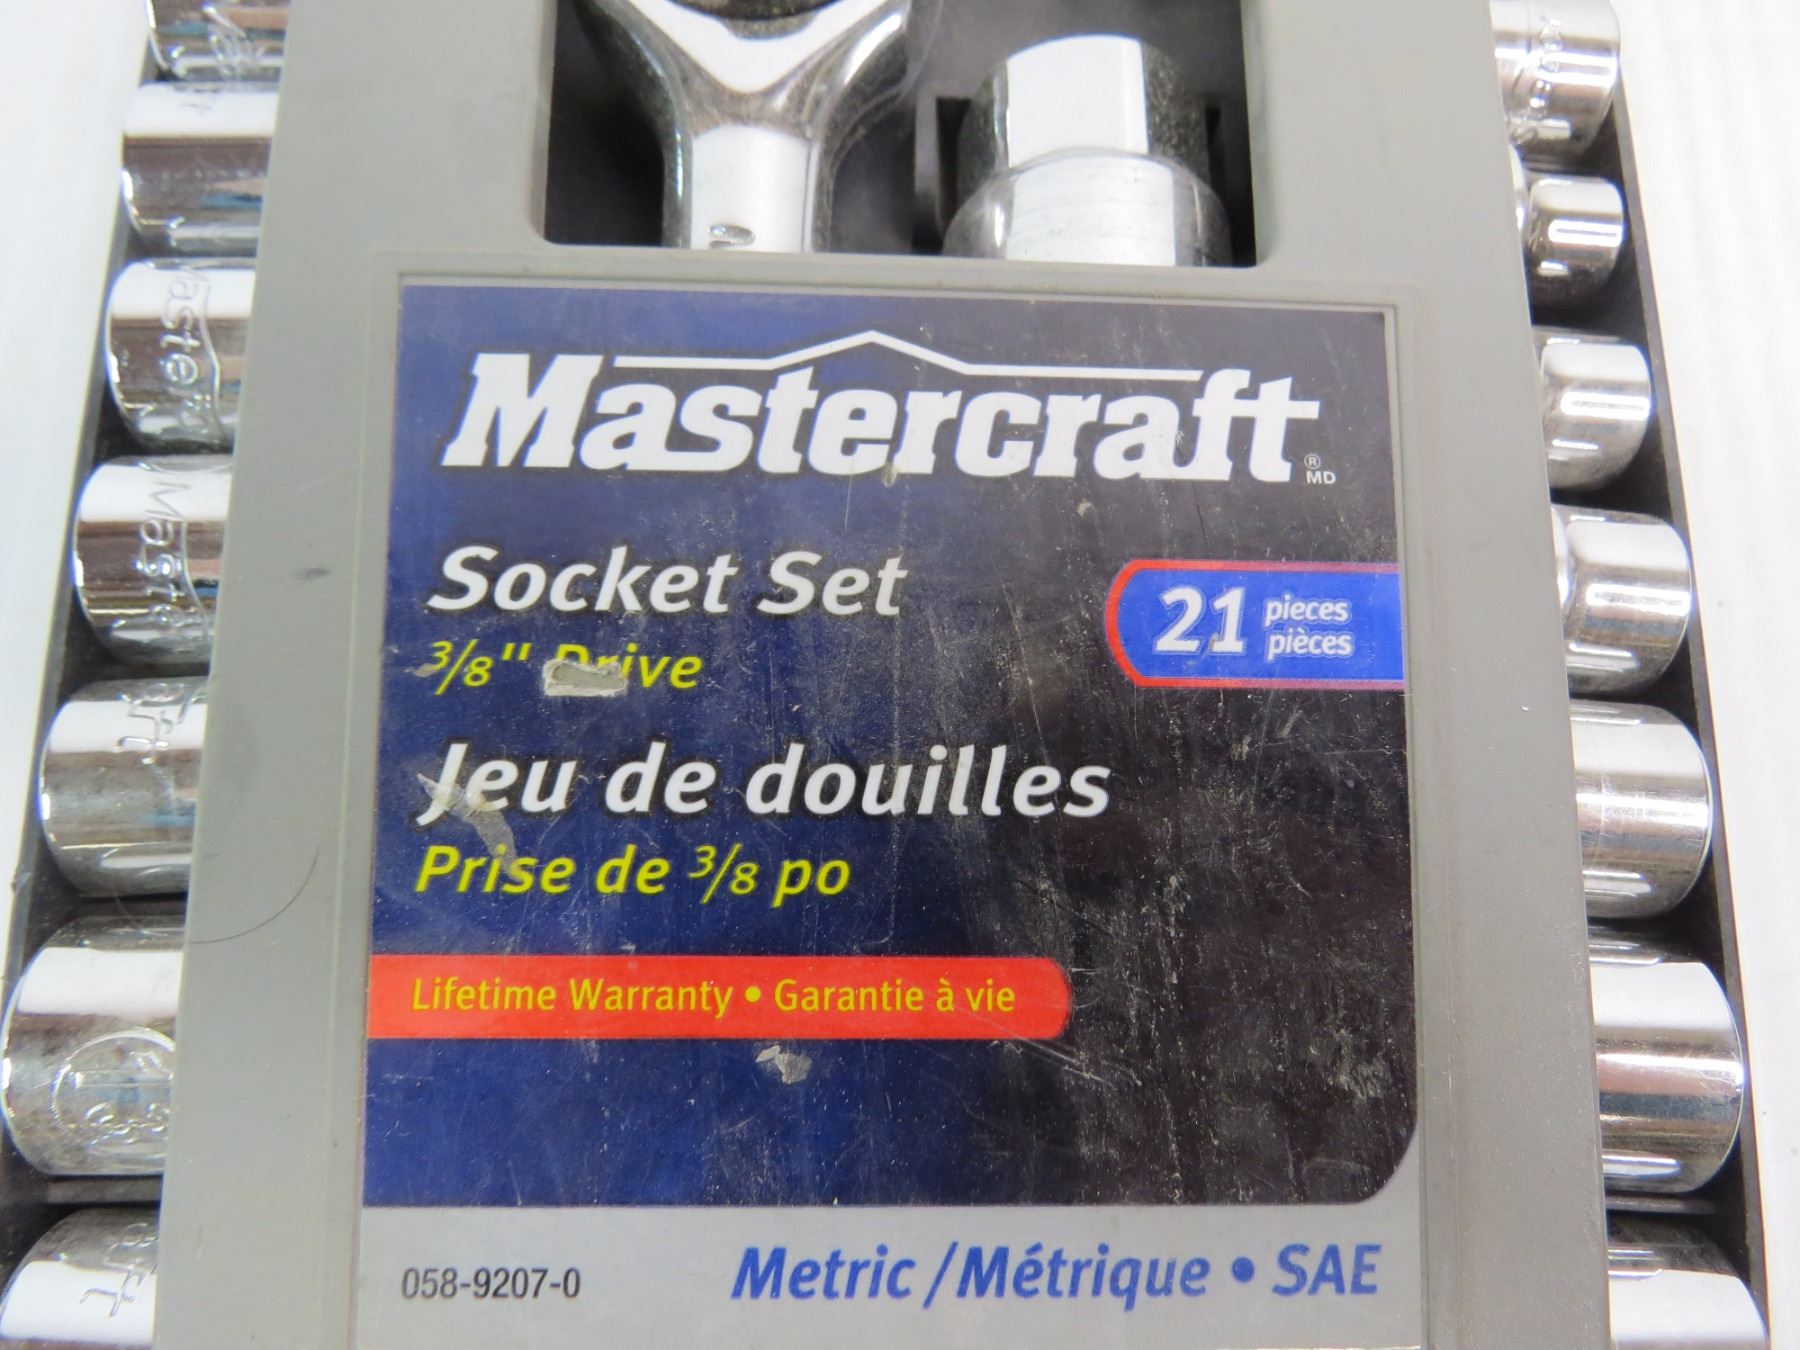 Mastercraft ® MD
Socket Set
3/8" Drive
21 pieces
pièces
Jeu de douilles
Prise de 3/8 po
Lifetime Warranty • Garantie à vie
058-9207-0
Metric / Métrique • SAE